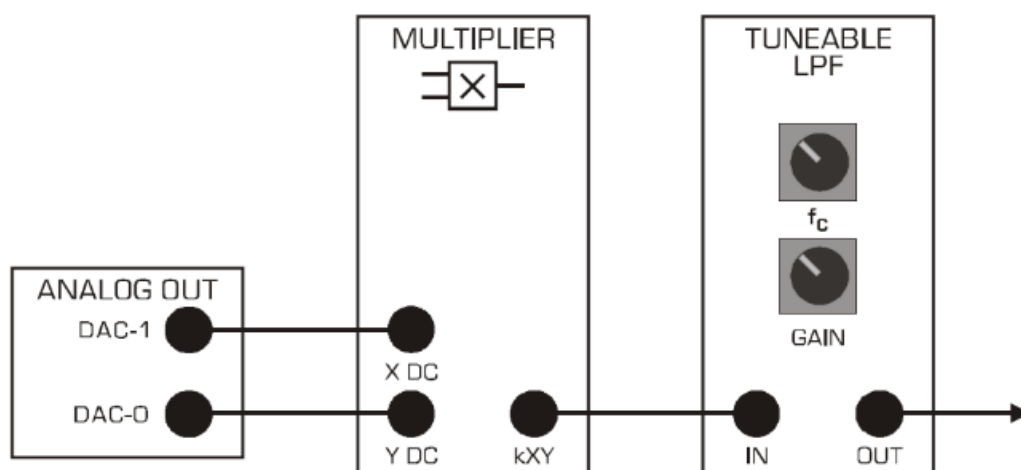 MULTIPLIER
X
TUNEABLE
LPF
fc
GAIN
ANALOG OUT
DAC-1
DAC-0
X DC
Y DC
kXY
IN
OUT